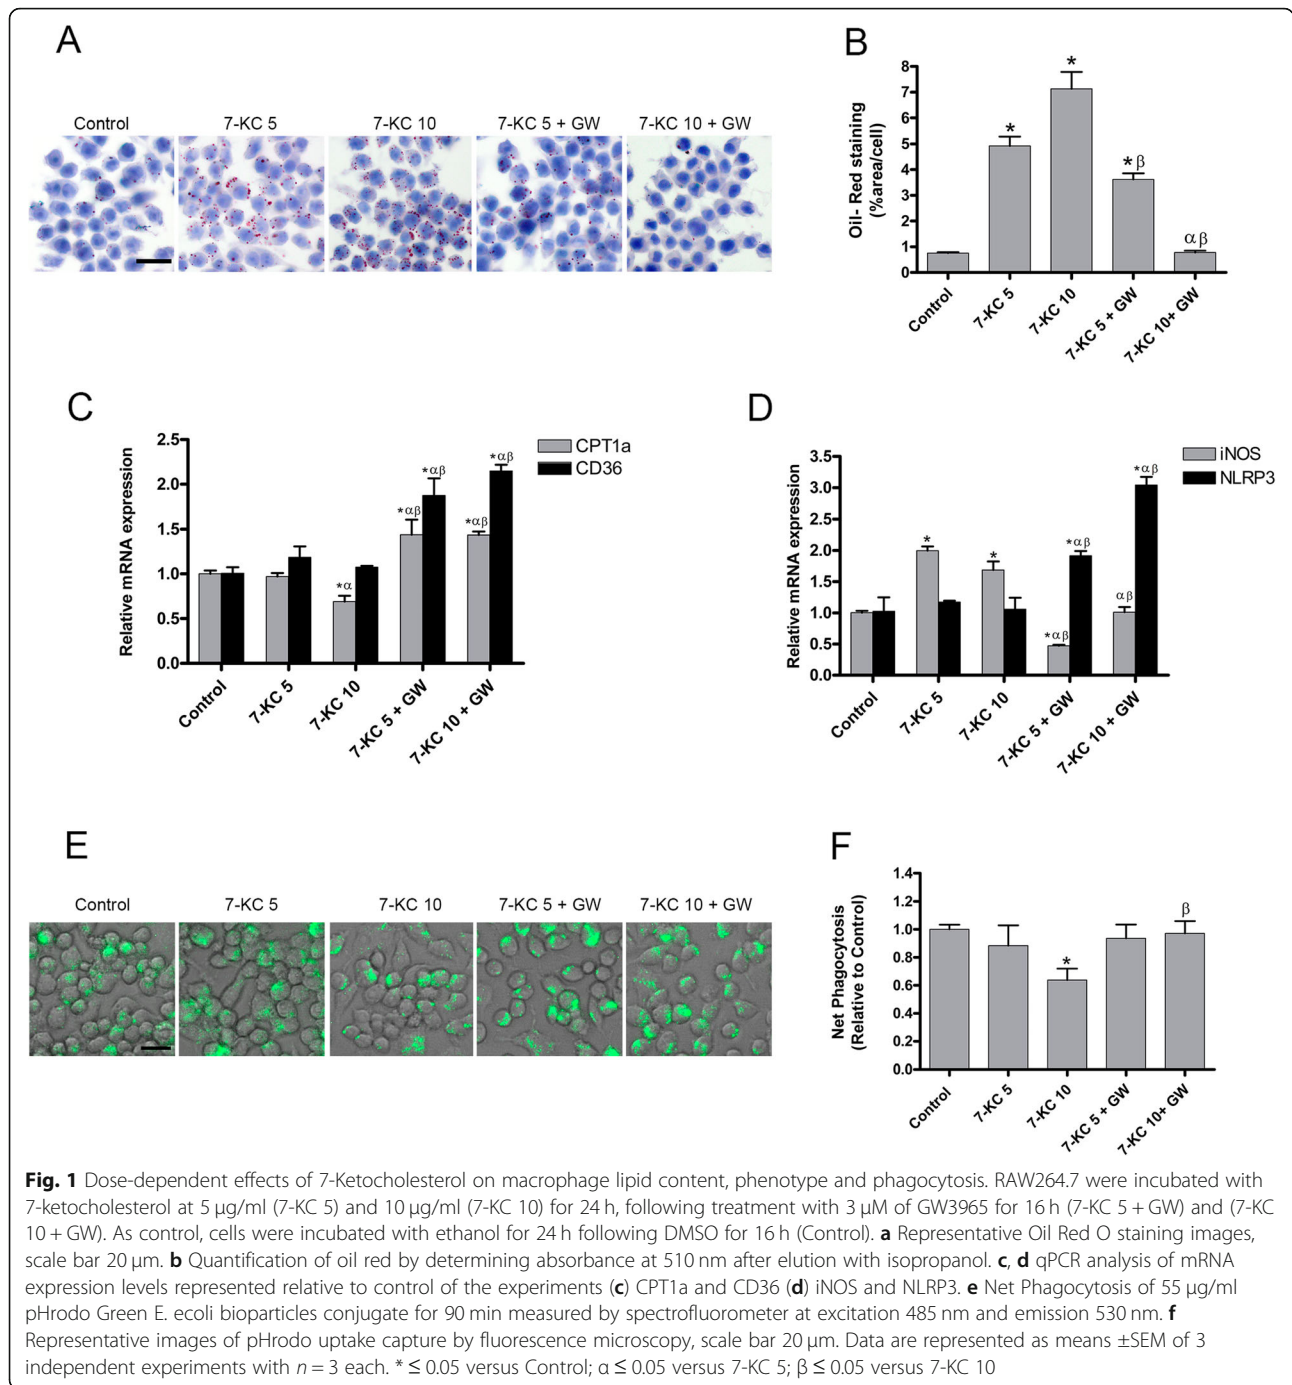 A
Control
7-KC 5
7-KC 10
7-KC 5 + GW
7-KC 10 + GW
B
Oil- Red staining
(%area/cell)
8
7
6
5
4
3
2
1
0
*
*
*β
αβ
Control
7-KC 5
7-KC 10
7-KC 5 + GW
7-KC 10+ GW
C
Relative mRNA expression
2.5
2.0
1.5
1.0
0.5
0.0
CPT1a
CD36
*α
*αβ
*αβ
*αβ
*αβ
Control
7-KC 5
7-KC 10
7-KC 5 + GW
7-KC 10 + GW
D
Relative mRNA expression
3.5
3.0
2.5
2.0
1.5
1.0
0.5
0.0
iNOS
NLRP3
*
*
*αβ
*αβ
αβ
*αβ
Control
7-KC 5
7-KC 10
7-KC 5 + GW
7-KC 10 + GW
E
Control
7-KC 5
7-KC 10
7-KC 5 + GW
7-KC 10 + GW
F
Net Phagocytosis
(Relative to Control)
1.4
1.2
1.0
0.8
0.6
0.4
0.2
0.0
*
β
Control
7-KC 5
7-KC 10
7-KC 5 + GW
7-KC 10+ GW
Fig. 1 Dose-dependent effects of 7-Ketocholesterol on macrophage lipid content, phenotype and phagocytosis. RAW264.7 were incubated with
7-ketocholesterol at 5 μg/ml (7-KC 5) and 10 μg/ml (7-KC 10) for 24 h, following treatment with 3 μM of GW3965 for 16 h (7-KC 5 + GW) and (7-KC
10 + GW). As control, cells were incubated with ethanol for 24 h following DMSO for 16 h (Control). a Representative Oil Red O staining images,
scale bar 20 μm. b Quantification of oil red by determining absorbance at 510 nm after elution with isopropanol. c, d qPCR analysis of mRNA
expression levels represented relative to control of the experiments (c) CPT1a and CD36 (d) iNOS and NLRP3. e Net Phagocytosis of 55 μg/ml
pHrodo Green E. ecoli bioparticles conjugate for 90 min measured by spectrofluorometer at excitation 485 nm and emission 530 nm. f
Representative images of pHrodo uptake capture by fluorescence microscopy, scale bar 20 μm. Data are represented as means ±SEM of 3
independent experiments with n = 3 each. * ≤ 0.05 versus Control; α ≤ 0.05 versus 7-KC 5; β ≤ 0.05 versus 7-KC 10